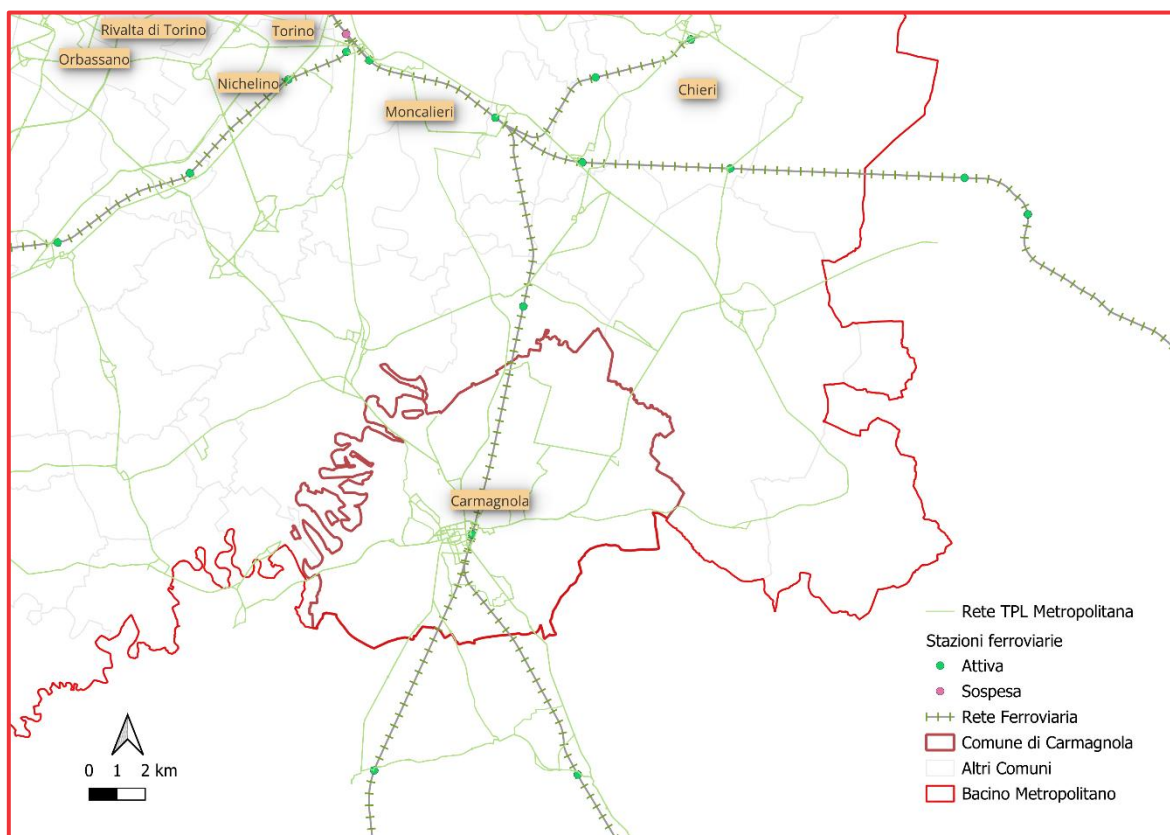 Rivalta di Torino
Torino
Orbassano
Nichelino
Chieri
Moncalieri
Carmagnola
Rete TPL Metropolitana
Stazioni ferroviarie
Attiva
Sospesa
Rete Ferroviaria
Comune di Carmagnola
Altri Comuni
Bacino Metropolitano
0 1 2 km